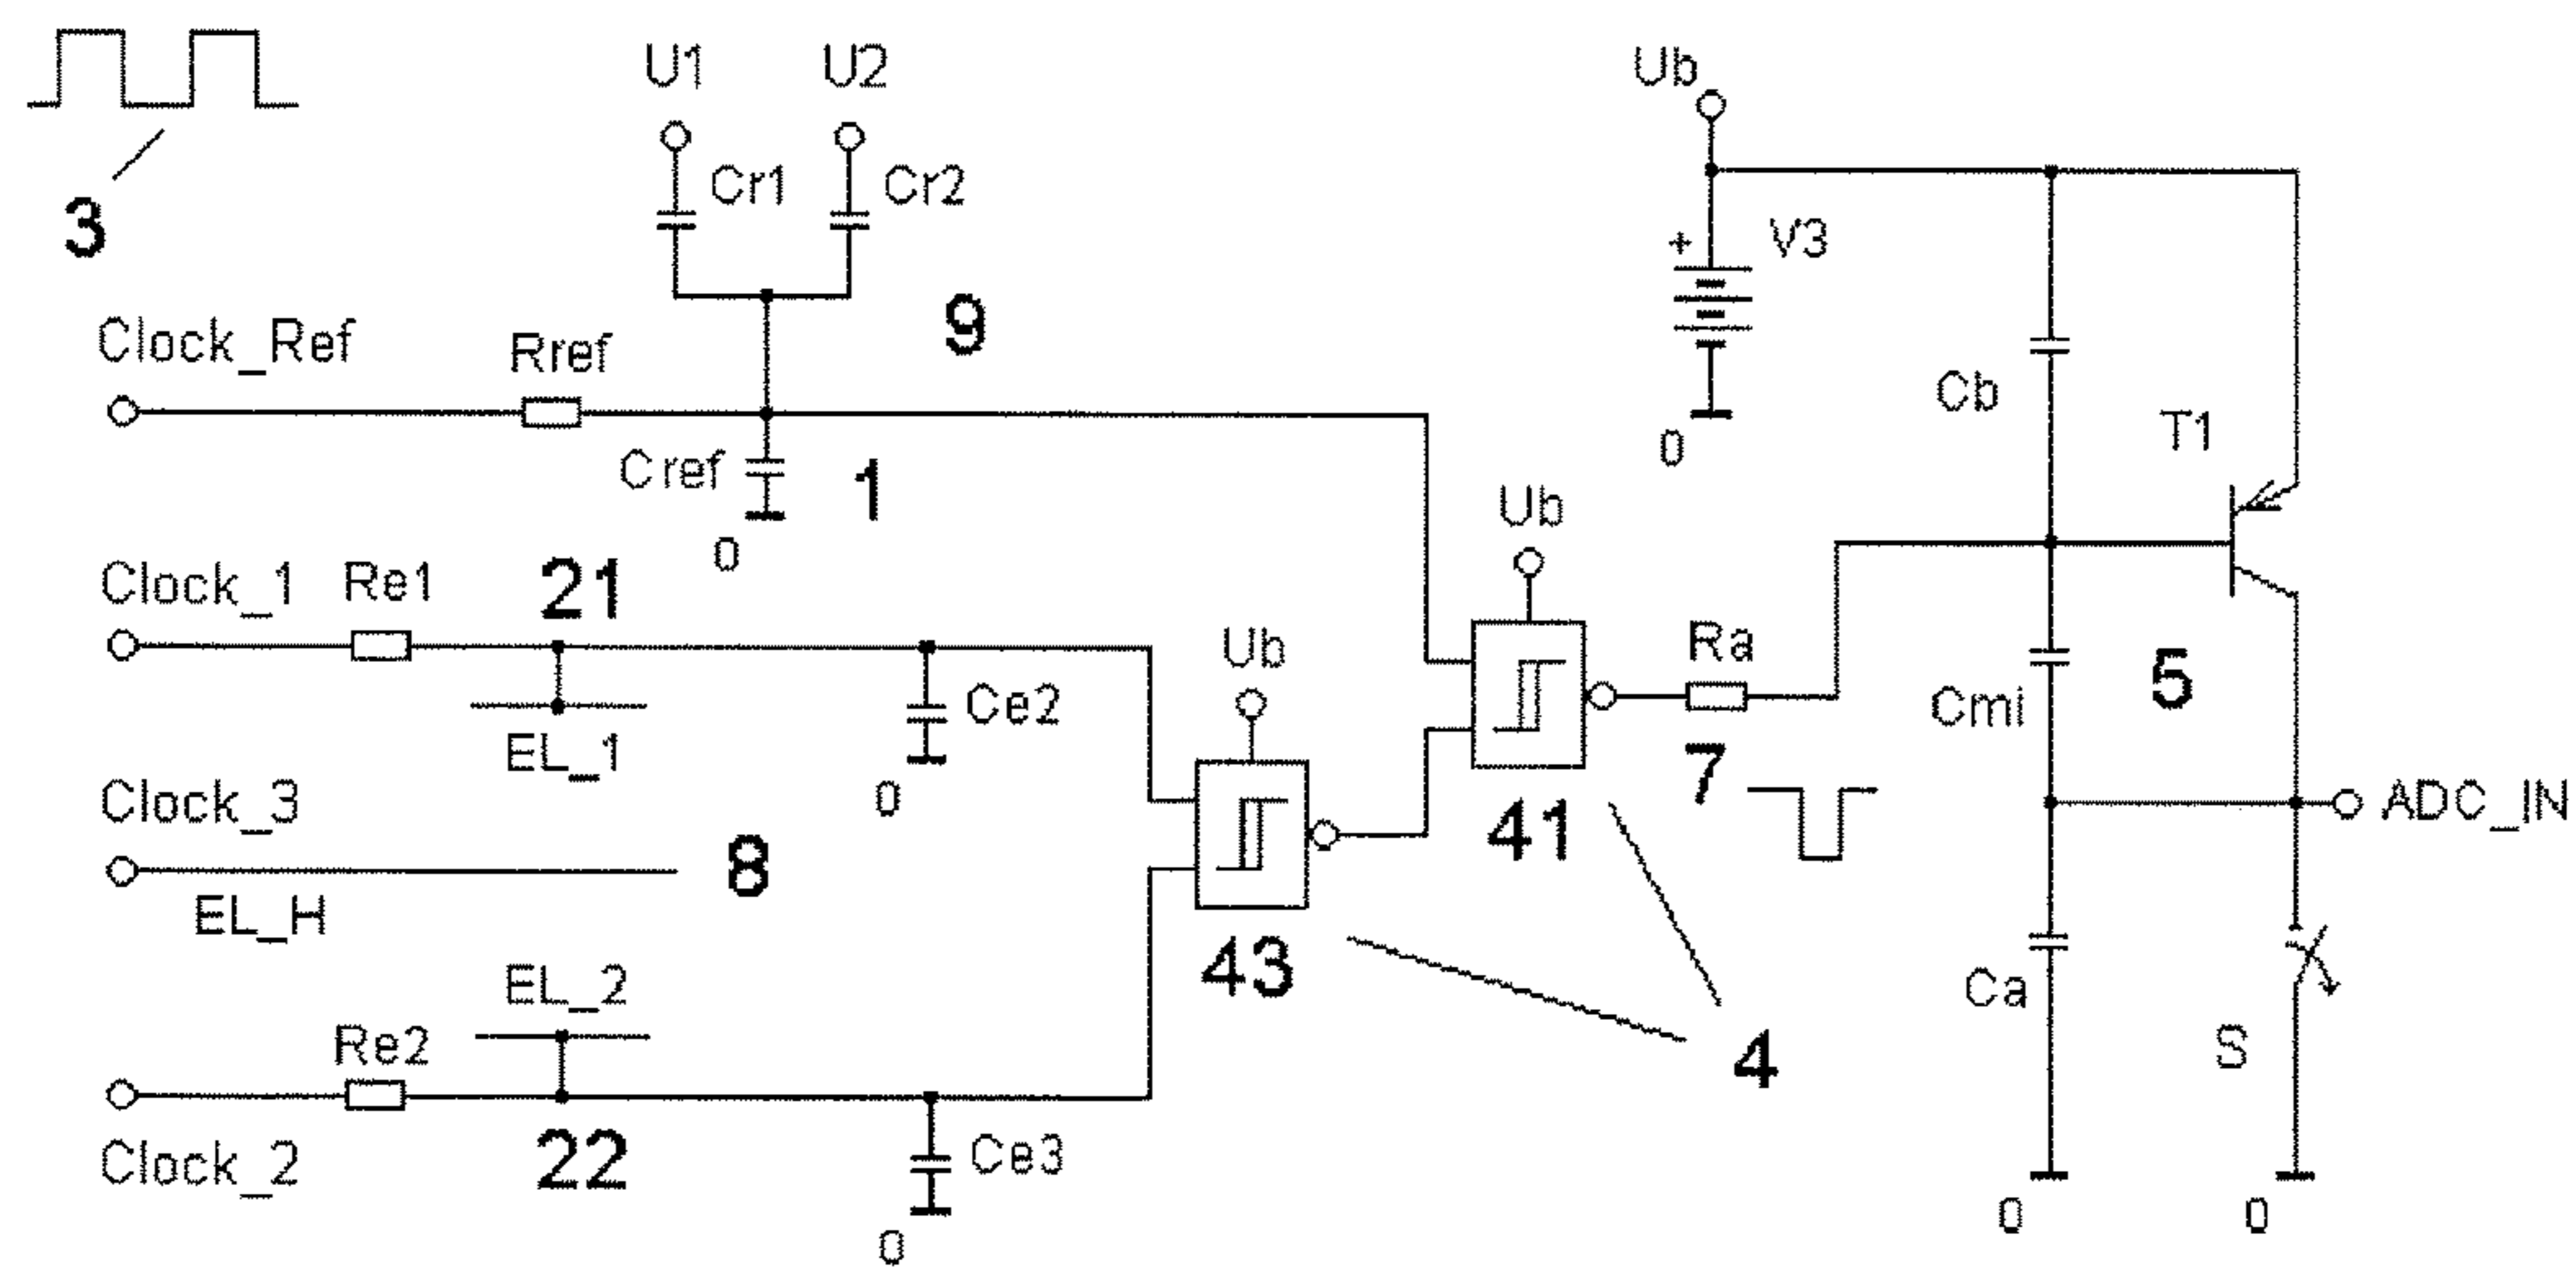 U1 U2 Ub
Cr1 Cr2
3
+ V3
9
Clock_Ref Rref
Cb
T1
Cref 1 0
Ub
0
Clock_1 Re1 21
Ub Ra
5
Ce2 Cmi
EL_1
7
Clock_3 0 ADC_IN
41
8
EL_H
43
EL_2 Ca
Re2 4 S
Clock_2 22 Ce3
0 0 0